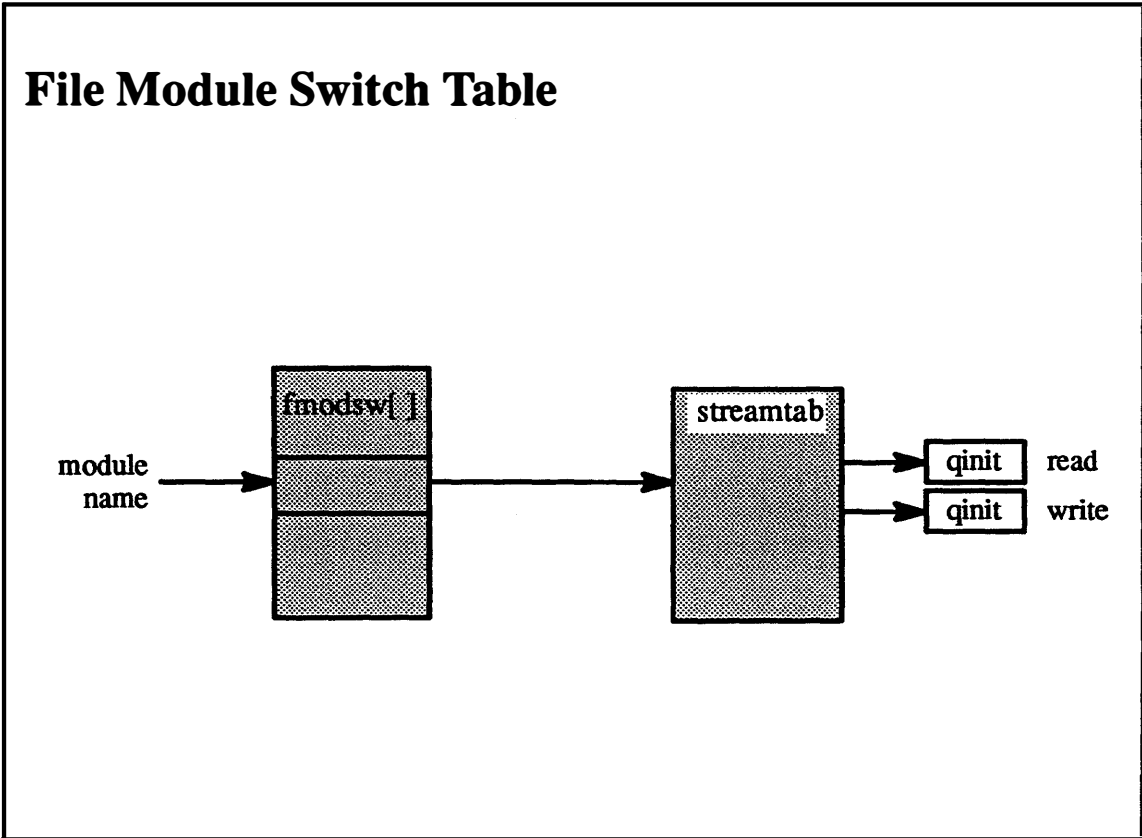 File Module Switch Table
fmodsw[ ]
streamtab
module
name
qinit
read
qinit
write